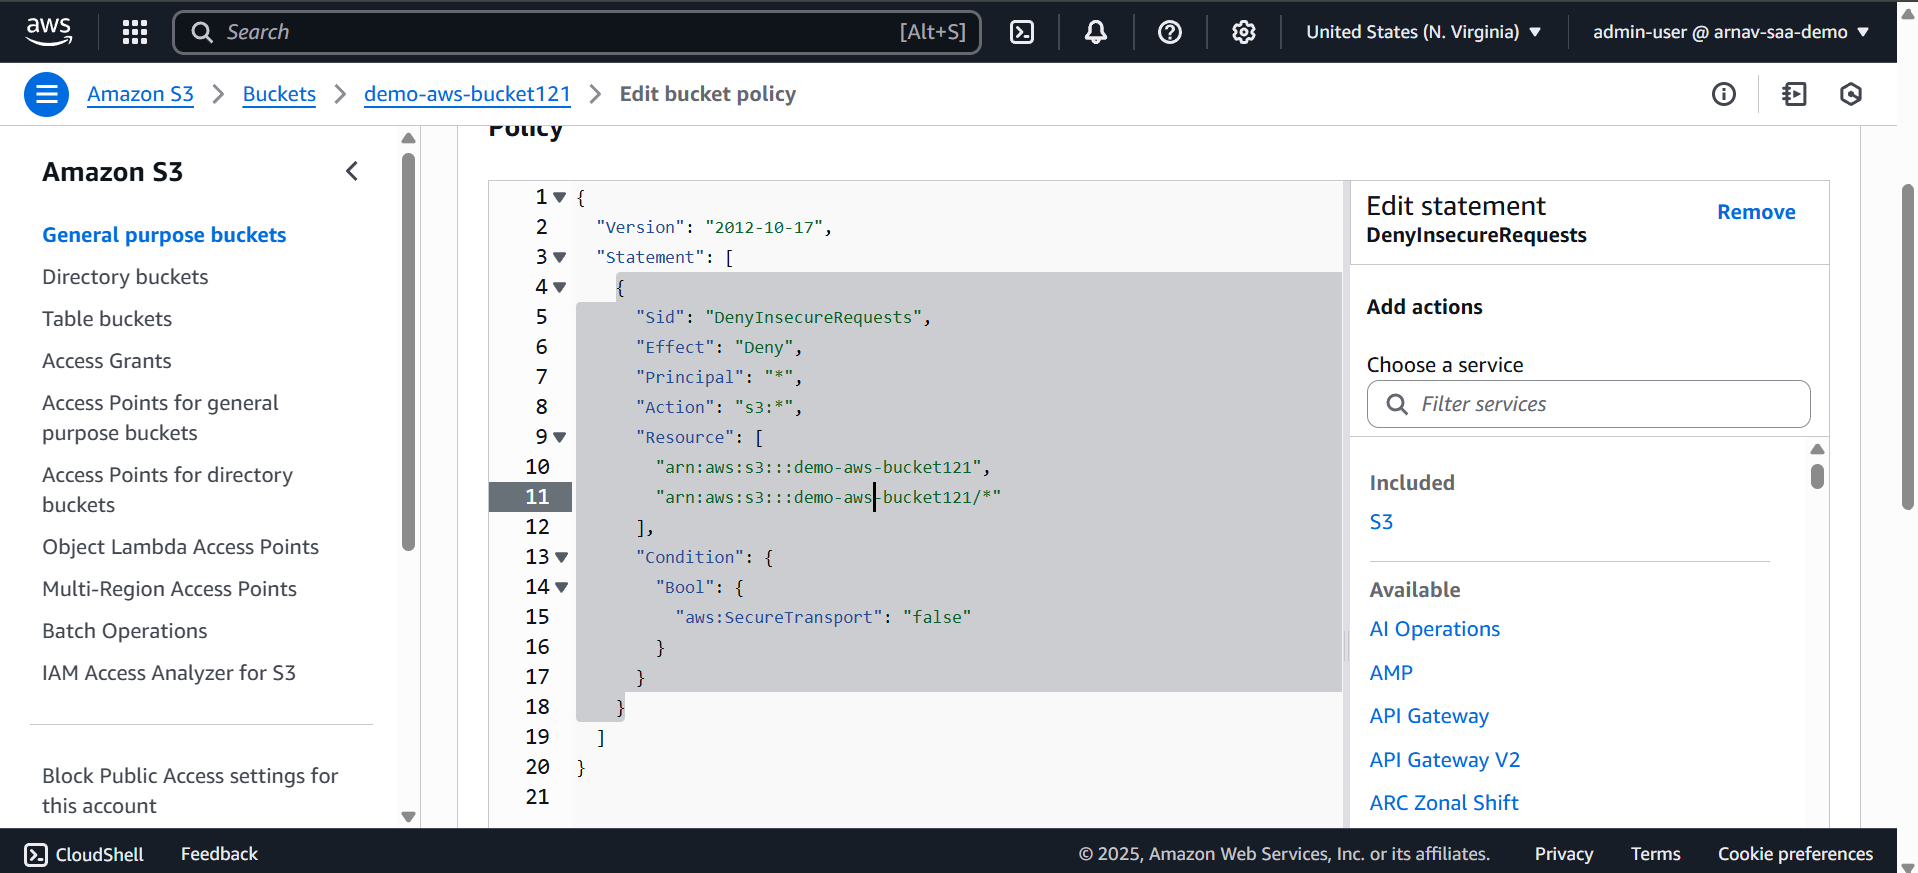 aws
Search [Alt+S]
United States (N. Virginia)
admin-user @ arnav-saa-demo
Amazon S3
Buckets
demo-aws-bucket121
Edit bucket policy
Amazon S3
General purpose buckets
Directory buckets
Table buckets
Access Grants
Access Points for general
purpose buckets
Access Points for directory
buckets
Object Lambda Access Points
Multi-Region Access Points
Batch Operations
IAM Access Analyzer for S3
Block Public Access settings for
this account
Policy
1 {
2 "Version": "2012-10-17",
3 "Statement": [
4 {
5 "Sid": "DenyInsecureRequests",
6 "Effect": "Deny",
7 "Principal": "*",
8 "Action": "s3:*",
9 "Resource": [
10 "arn:aws:s3:::demo-aws-bucket121",
11 "arn:aws:s3:::demo-aws-bucket121/*"
12 ],
13 "Condition": {
14 "Bool": {
15 "aws:SecureTransport": "false"
16 }
17 }
18 }
19 ]
20 }
21
Edit statement
Remove
DenyInsecureRequests
Add actions
Choose a service
Filter services
Included
S3
Available
AI Operations
AMP
API Gateway
API Gateway V2
ARC Zonal Shift
CloudShell
Feedback
© 2025, Amazon Web Services, Inc. or its affiliates.
Privacy
Terms
Cookie preferences